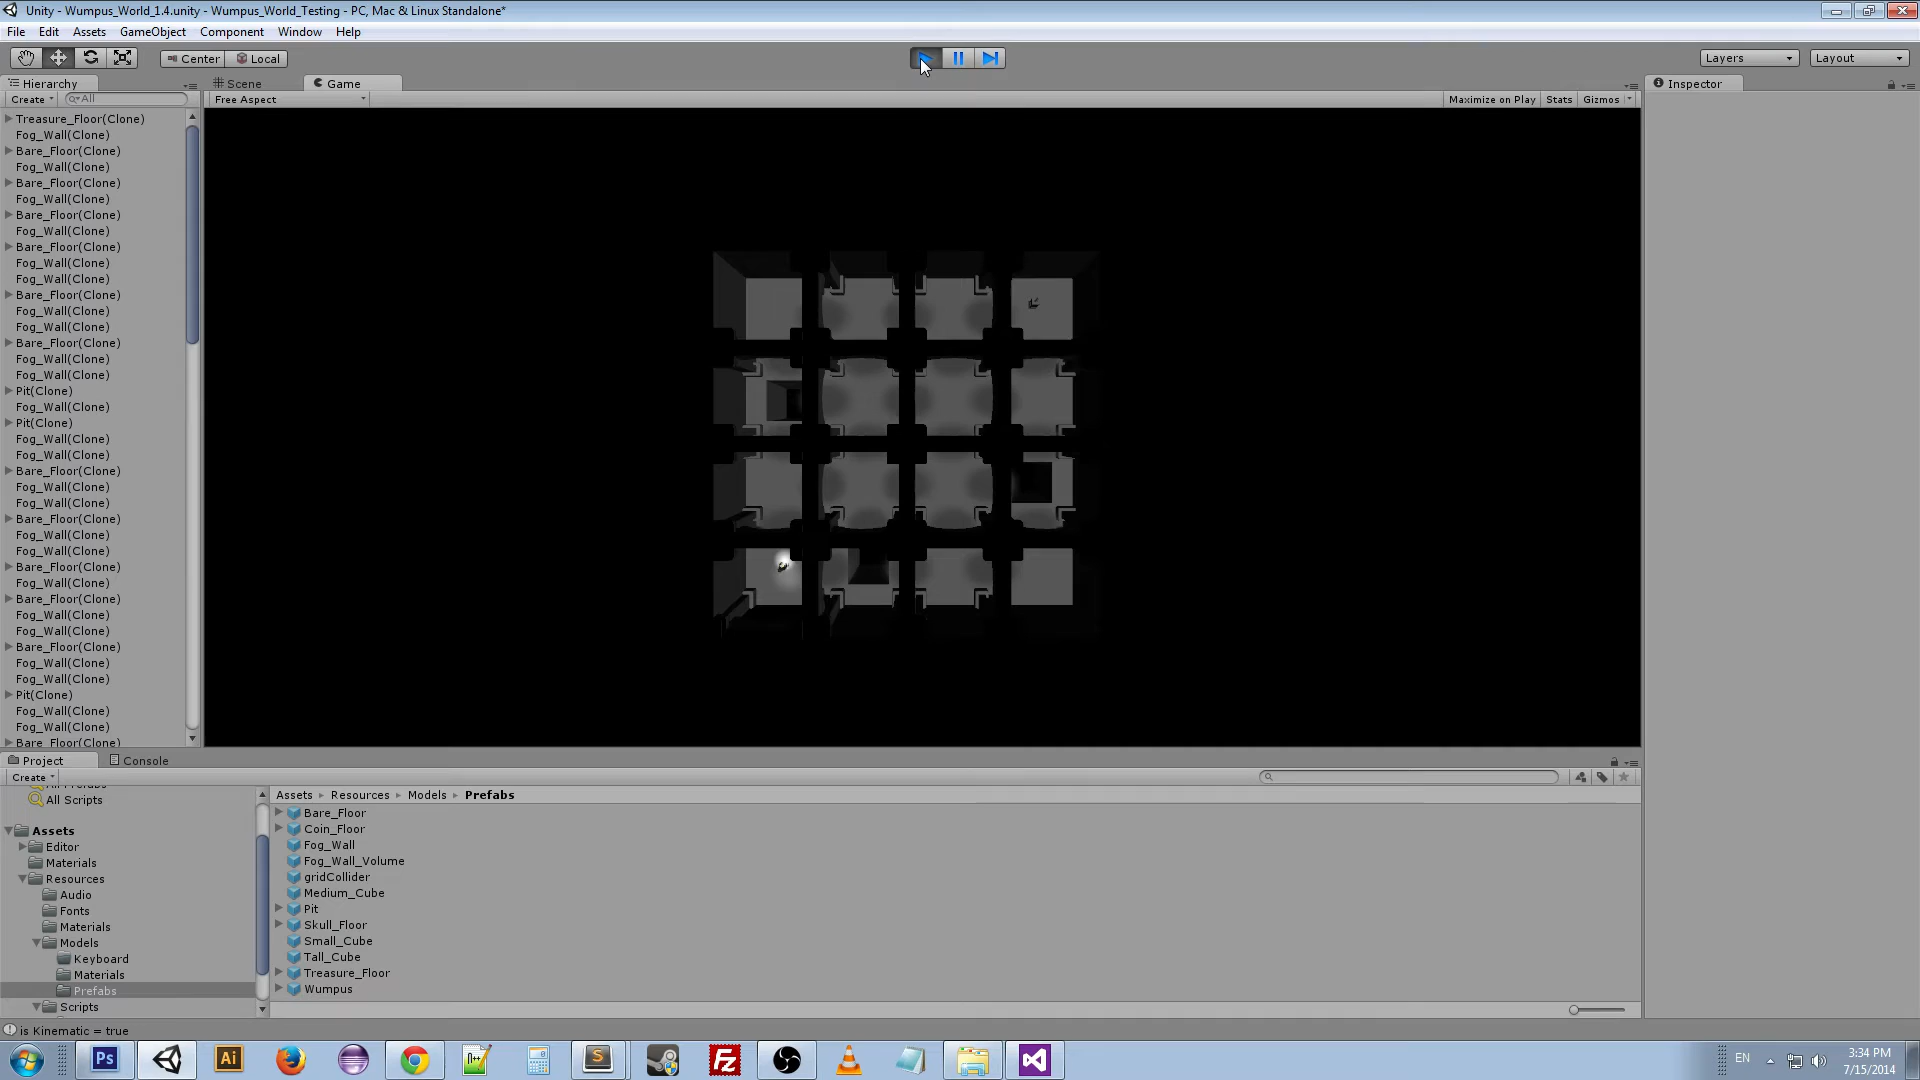 Unity - Wumpus_World_1.4.unity - Wumpus_World_Testing - PC, Mac & Linux Standalone*
File Edit Assets GameObject Component Window Help
Center Local Layers Layout
Hierarchy Scene Game Inspector
Create All Free Aspect Maximize on Play Stats Gizmos
Treasure_Floor(Clone)
Fog_Wall(Clone)
Bare_Floor(Clone)
Fog_Wall(Clone)
Bare_Floor(Clone)
Fog_Wall(Clone)
Bare_Floor(Clone)
Fog_Wall(Clone)
Bare_Floor(Clone)
Fog_Wall(Clone)
Fog_Wall(Clone)
Bare_Floor(Clone)
Fog_Wall(Clone)
Fog_Wall(Clone)
Bare_Floor(Clone)
Fog_Wall(Clone)
Fog_Wall(Clone)
Pit(Clone)
Fog_Wall(Clone)
Pit(Clone)
Fog_Wall(Clone)
Fog_Wall(Clone)
Bare_Floor(Clone)
Fog_Wall(Clone)
Fog_Wall(Clone)
Bare_Floor(Clone)
Fog_Wall(Clone)
Fog_Wall(Clone)
Bare_Floor(Clone)
Fog_Wall(Clone)
Bare_Floor(Clone)
Fog_Wall(Clone)
Fog_Wall(Clone)
Bare_Floor(Clone)
Fog_Wall(Clone)
Fog_Wall(Clone)
Pit(Clone)
Fog_Wall(Clone)
Fog_Wall(Clone)
Bare_Floor(Clone)
Project Console
Create
All Prefabs
All Scripts
Assets
Editor
Materials
Resources
Audio
Fonts
Materials
Models
Keyboard
Materials
Prefabs
Scripts
Assets Resources Models Prefabs
Bare_Floor
Coin_Floor
Fog_Wall
Fog_Wall_Volume
gridCollider
Medium_Cube
Pit
Skull_Floor
Small_Cube
Tall_Cube
Treasure_Floor
Wumpus
is Kinematic = true
Ps Ai S Fz
EN
3:34 PM
7/15/2014